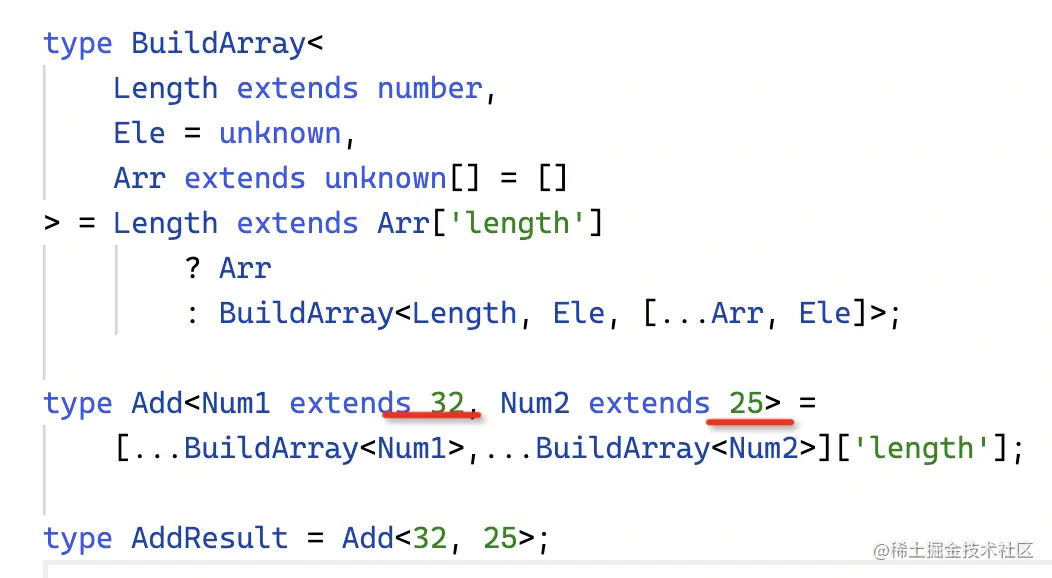 type BuildArray<
    Length extends number,
    Ele = unknown,
    Arr extends unknown[] = []
> = Length extends Arr['length']
        ? Arr
        : BuildArray<Length, Ele, [...Arr, Ele]>;
type Add<Num1 extends 32, Num2 extends 25> =
    [...BuildArray<Num1>,...BuildArray<Num2>]['length'];
type AddResult = Add<32, 25>;
@稀土掘金技术社区